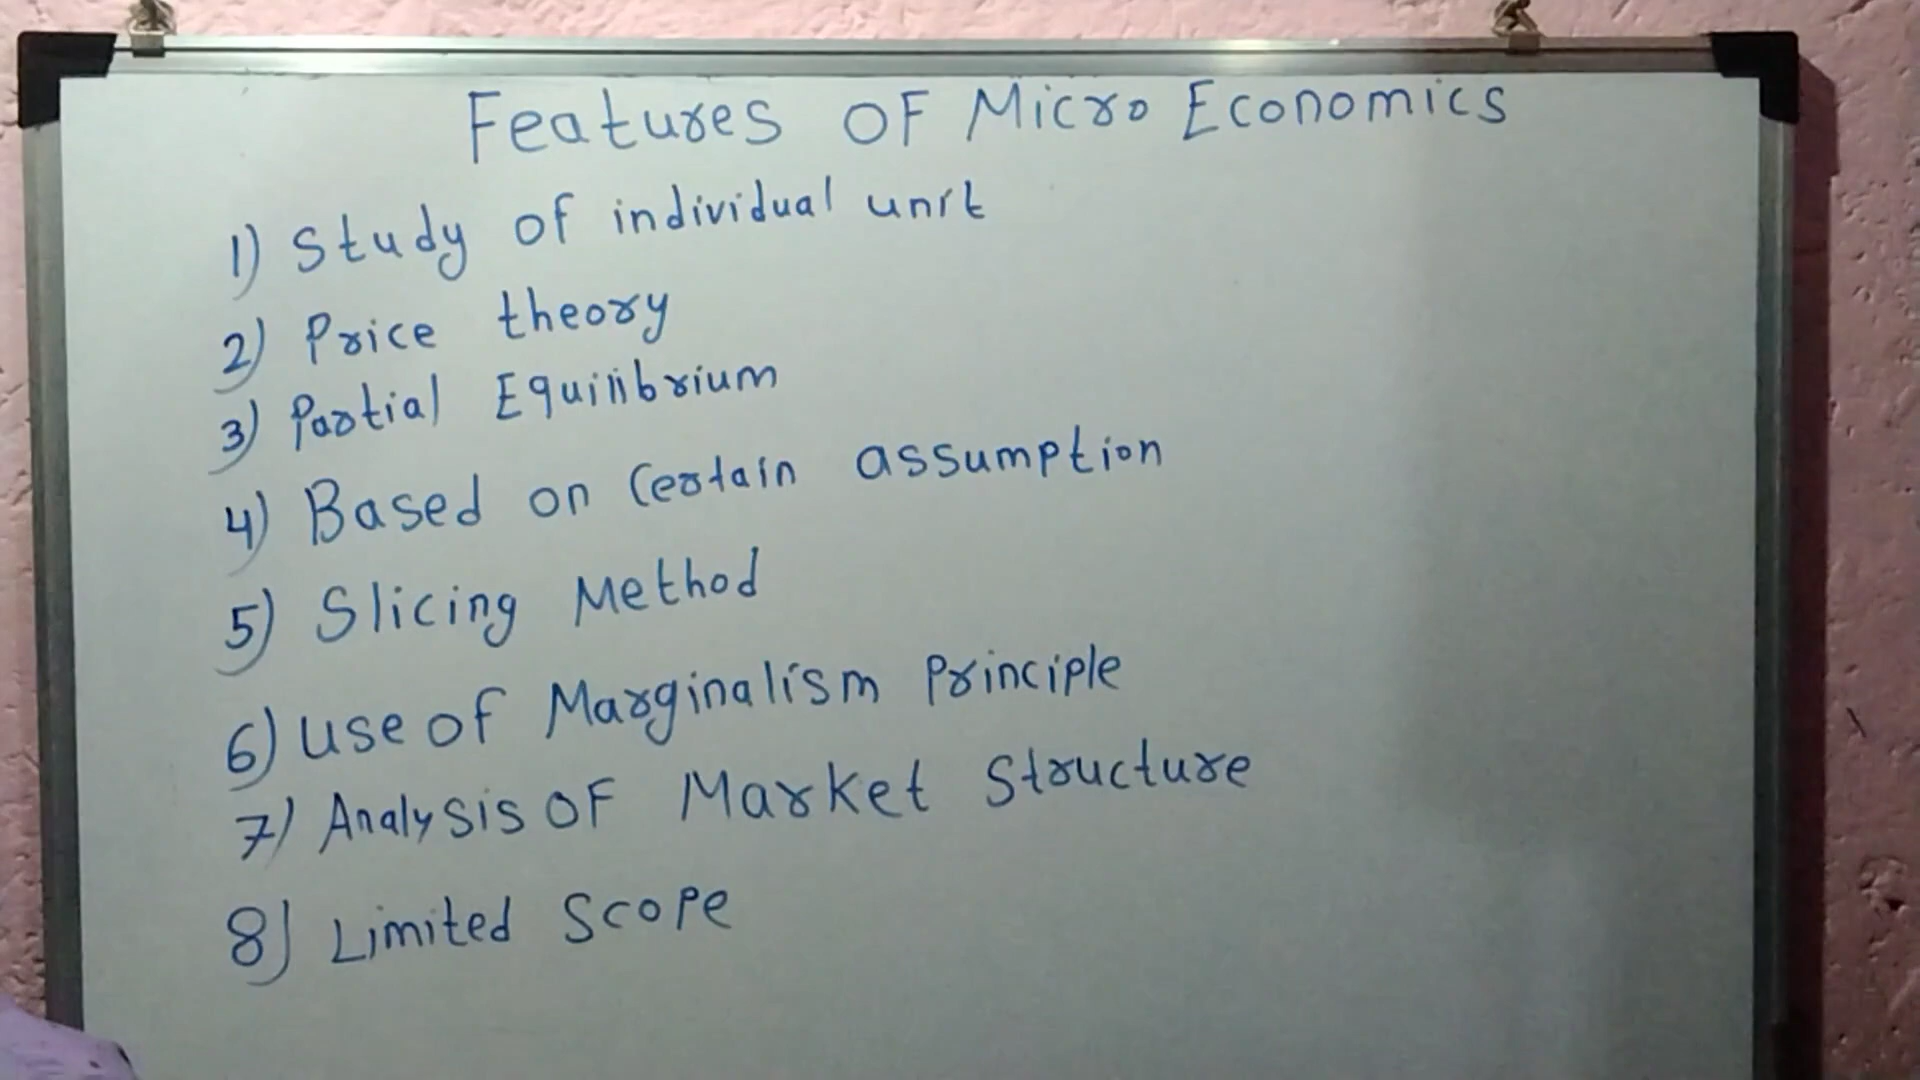 Features OF Micro Economics
1) Study of individual unit
2) Price theory
3) Partial Equilibrium
4) Based on Certain assumption
5) Slicing Method
6) Use of Marginalism Principle
7) Analysis OF Market Structure
8) Limited Scope